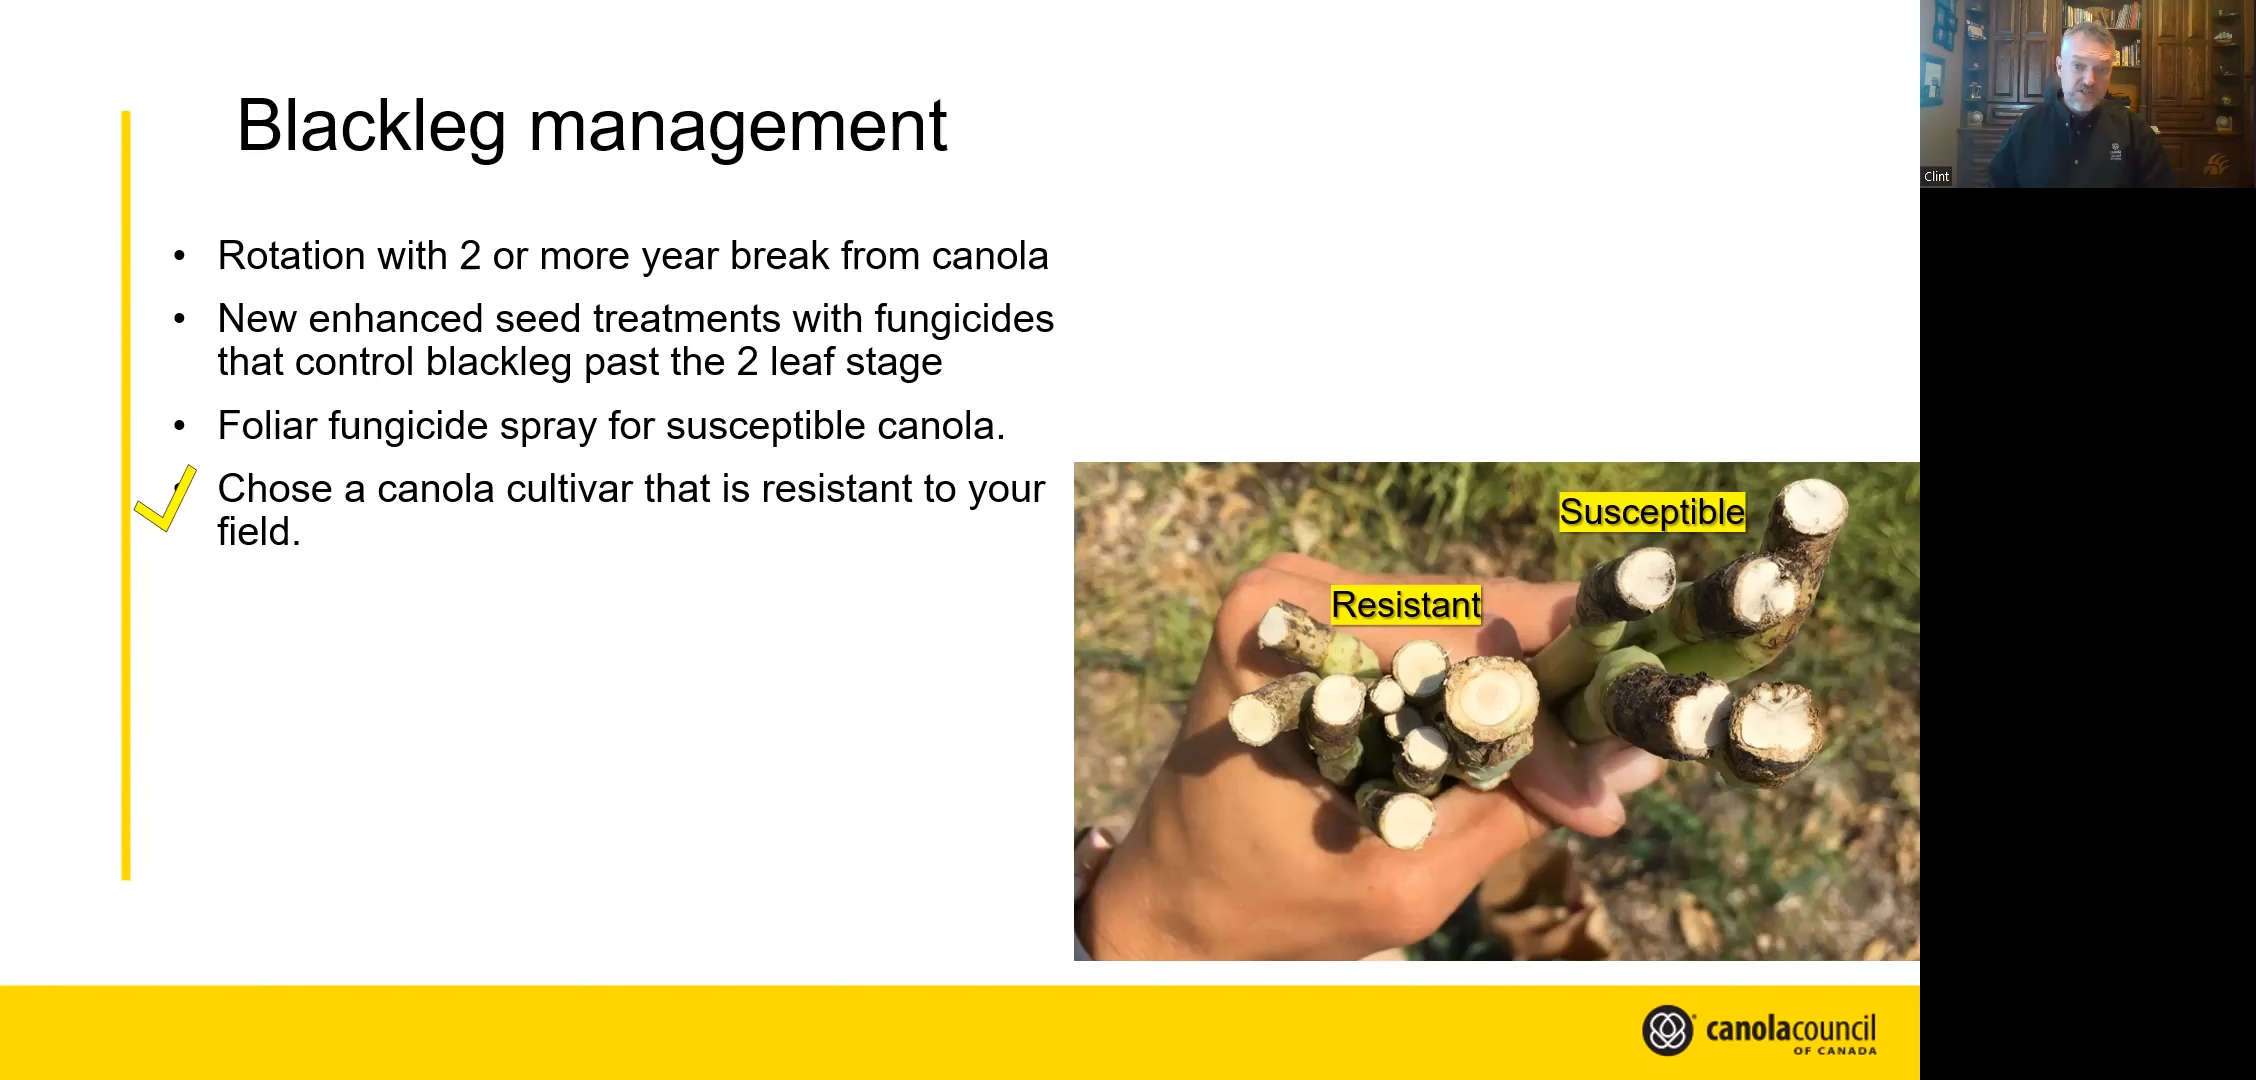 Blackleg management
• Rotation with 2 or more year break from canola
• New enhanced seed treatments with fungicides
that control blackleg past the 2 leaf stage
• Foliar fungicide spray for susceptible canola.
• Chose a canola cultivar that is resistant to your
field.
Susceptible
Resistant
canolacouncil
OF CANADA
Clint